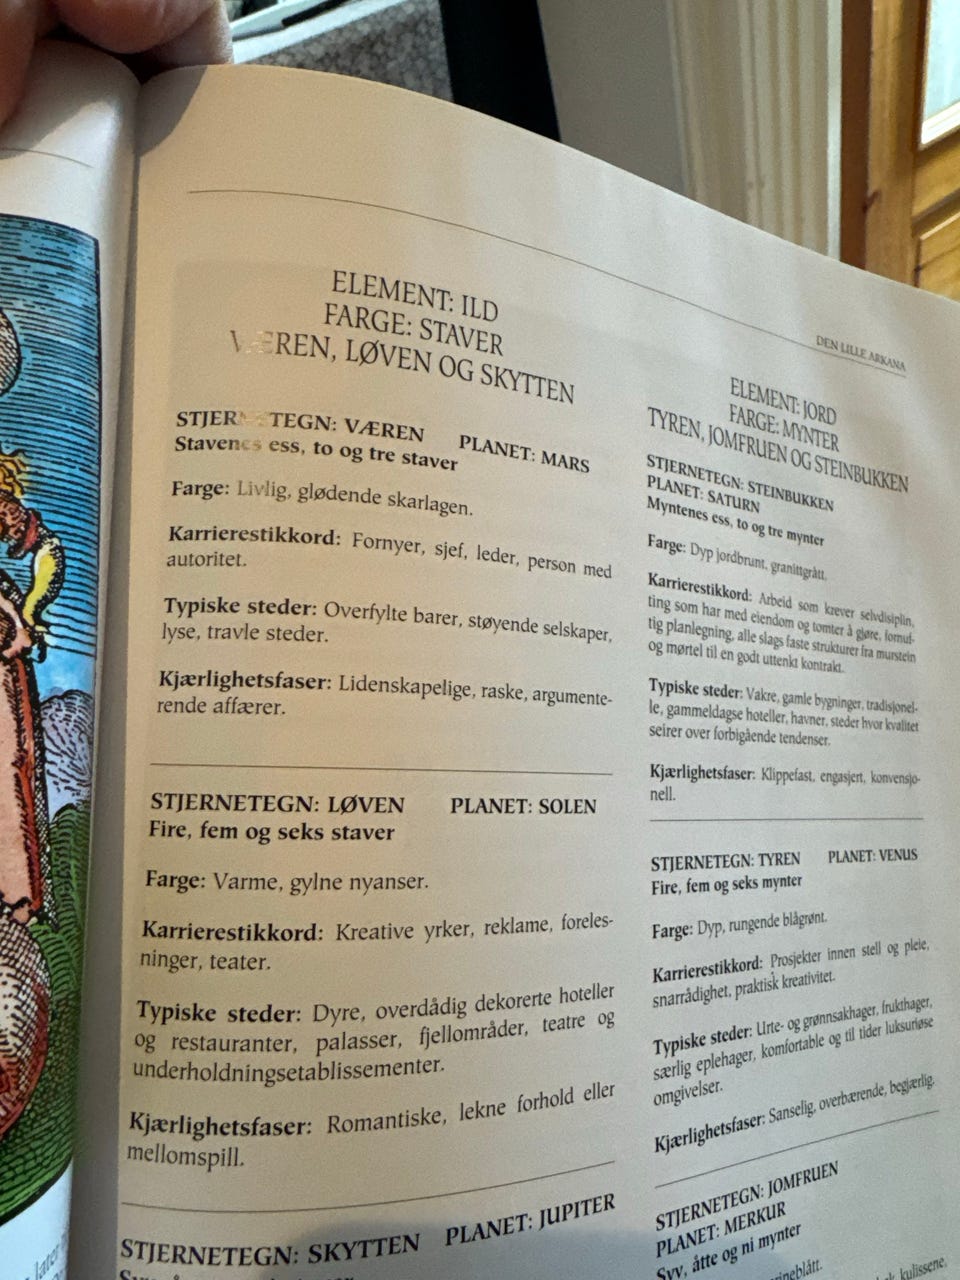 DEN LILLE ARKANA
ELEMENT: ILD
FARGE: STAVER
VÆREN, LØVEN OG SKYTTEN
STJERNETEGN: VÆREN PLANET: MARS
Stavenes ess, to og tre staver
Farge: Livlig, glødende skarlagen.
Karrierestikkord: Fornyer, sjef, leder, person med
autoritet.
Typiske steder: Overfylte barer, støyende selskaper,
lyse, travle steder.
Kjærlighetsfaser: Lidenskapelige, raske, argumente-
rende affærer.
STJERNETEGN: LØVEN PLANET: SOLEN
Fire, fem og seks staver
Farge: Varme, gylne nyanser.
Karrierestikkord: Kreative yrker, reklame, foreles-
ninger, teater.
Typiske steder: Dyre, overdådig dekorerte hoteller
og restauranter, palasser, fjellområder, teatre og
underholdningsetablissementer.
Kjærlighetsfaser: Romantiske, lekne forhold eller
mellomspill.
STJERNETEGN: SKYTTEN PLANET: JUPITER
ELEMENT: JORD
FARGE: MYNTER
TYREN, JOMFRUEN OG STEINBUKKEN
STJERNETEGN: STEINBUKKEN
PLANET: SATURN
Myntenes ess, to og tre mynter
Farge: Dyp jordbrunt, granittgrått.
Karrierestikkord: Arbeid som krever selvdisiplin,
ting som har med eiendom og tomter å gjøre, fornuf-
tig planlegning, alle slags faste strukturer fra murstein
og mørtel til en godt uttenkt kontrakt.
Typiske steder: Vakre, gamle bygninger, tradisjonel-
le, gammeldagse hoteller, havner, steder hvor kvalitet
seirer over forbigående tendenser.
Kjærlighetsfaser: Klippefast, engasjert, konvensjo-
nell.
STJERNETEGN: TYREN PLANET: VENUS
Fire, fem og seks mynter
Farge: Dyp, rungende blågrønt.
Karrierestikkord: Prosjekter innen stell og pleie,
snarrådighet, praktisk kreativitet.
Typiske steder: Urte- og grønnsakhager, frukthager,
særlig eplehager, komfortable og til tider luksuriøse
omgivelser.
Kjærlighetsfaser: Sanselig, overbærende, begjærlig.
STJERNETEGN: JOMFRUEN
PLANET: MERKUR
Syv, åtte og ni mynter
kulissene,